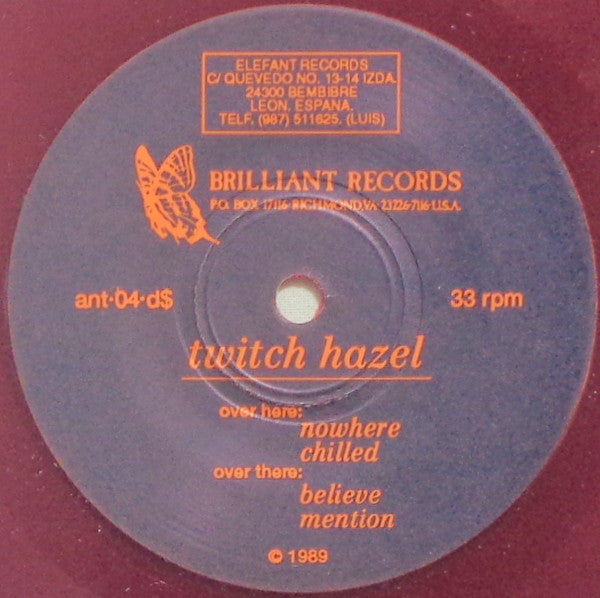 ELEFANT RECORDS
C/ QUEVEDO NO. 13-14 IZDA.
24300 BEMBIBRE
LEON. ESPANA.
TELF. (987) 511625. (LUIS)
BRILLIANT RECORDS
P.O. BOX 17116 · RICHMOND, VA 23226-7116 · U.S.A.
ant·04·d$
33 rpm
twitch hazel
over here:
nowhere
chilled
over there:
believe
mention
© 1989